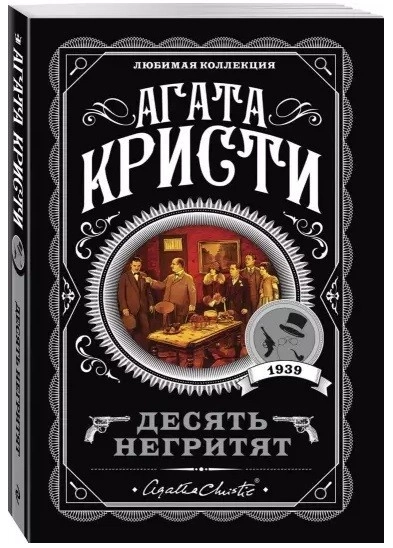 ЛЮБИМАЯ КОЛЛЕКЦИЯ
АГАТА
КРИСТИ
1939
ДЕСЯТЬ
НЕГРИТЯТ
Agatha Christie®
АГАТА КРИСТИ
ДЕСЯТЬ НЕГРИТЯТ